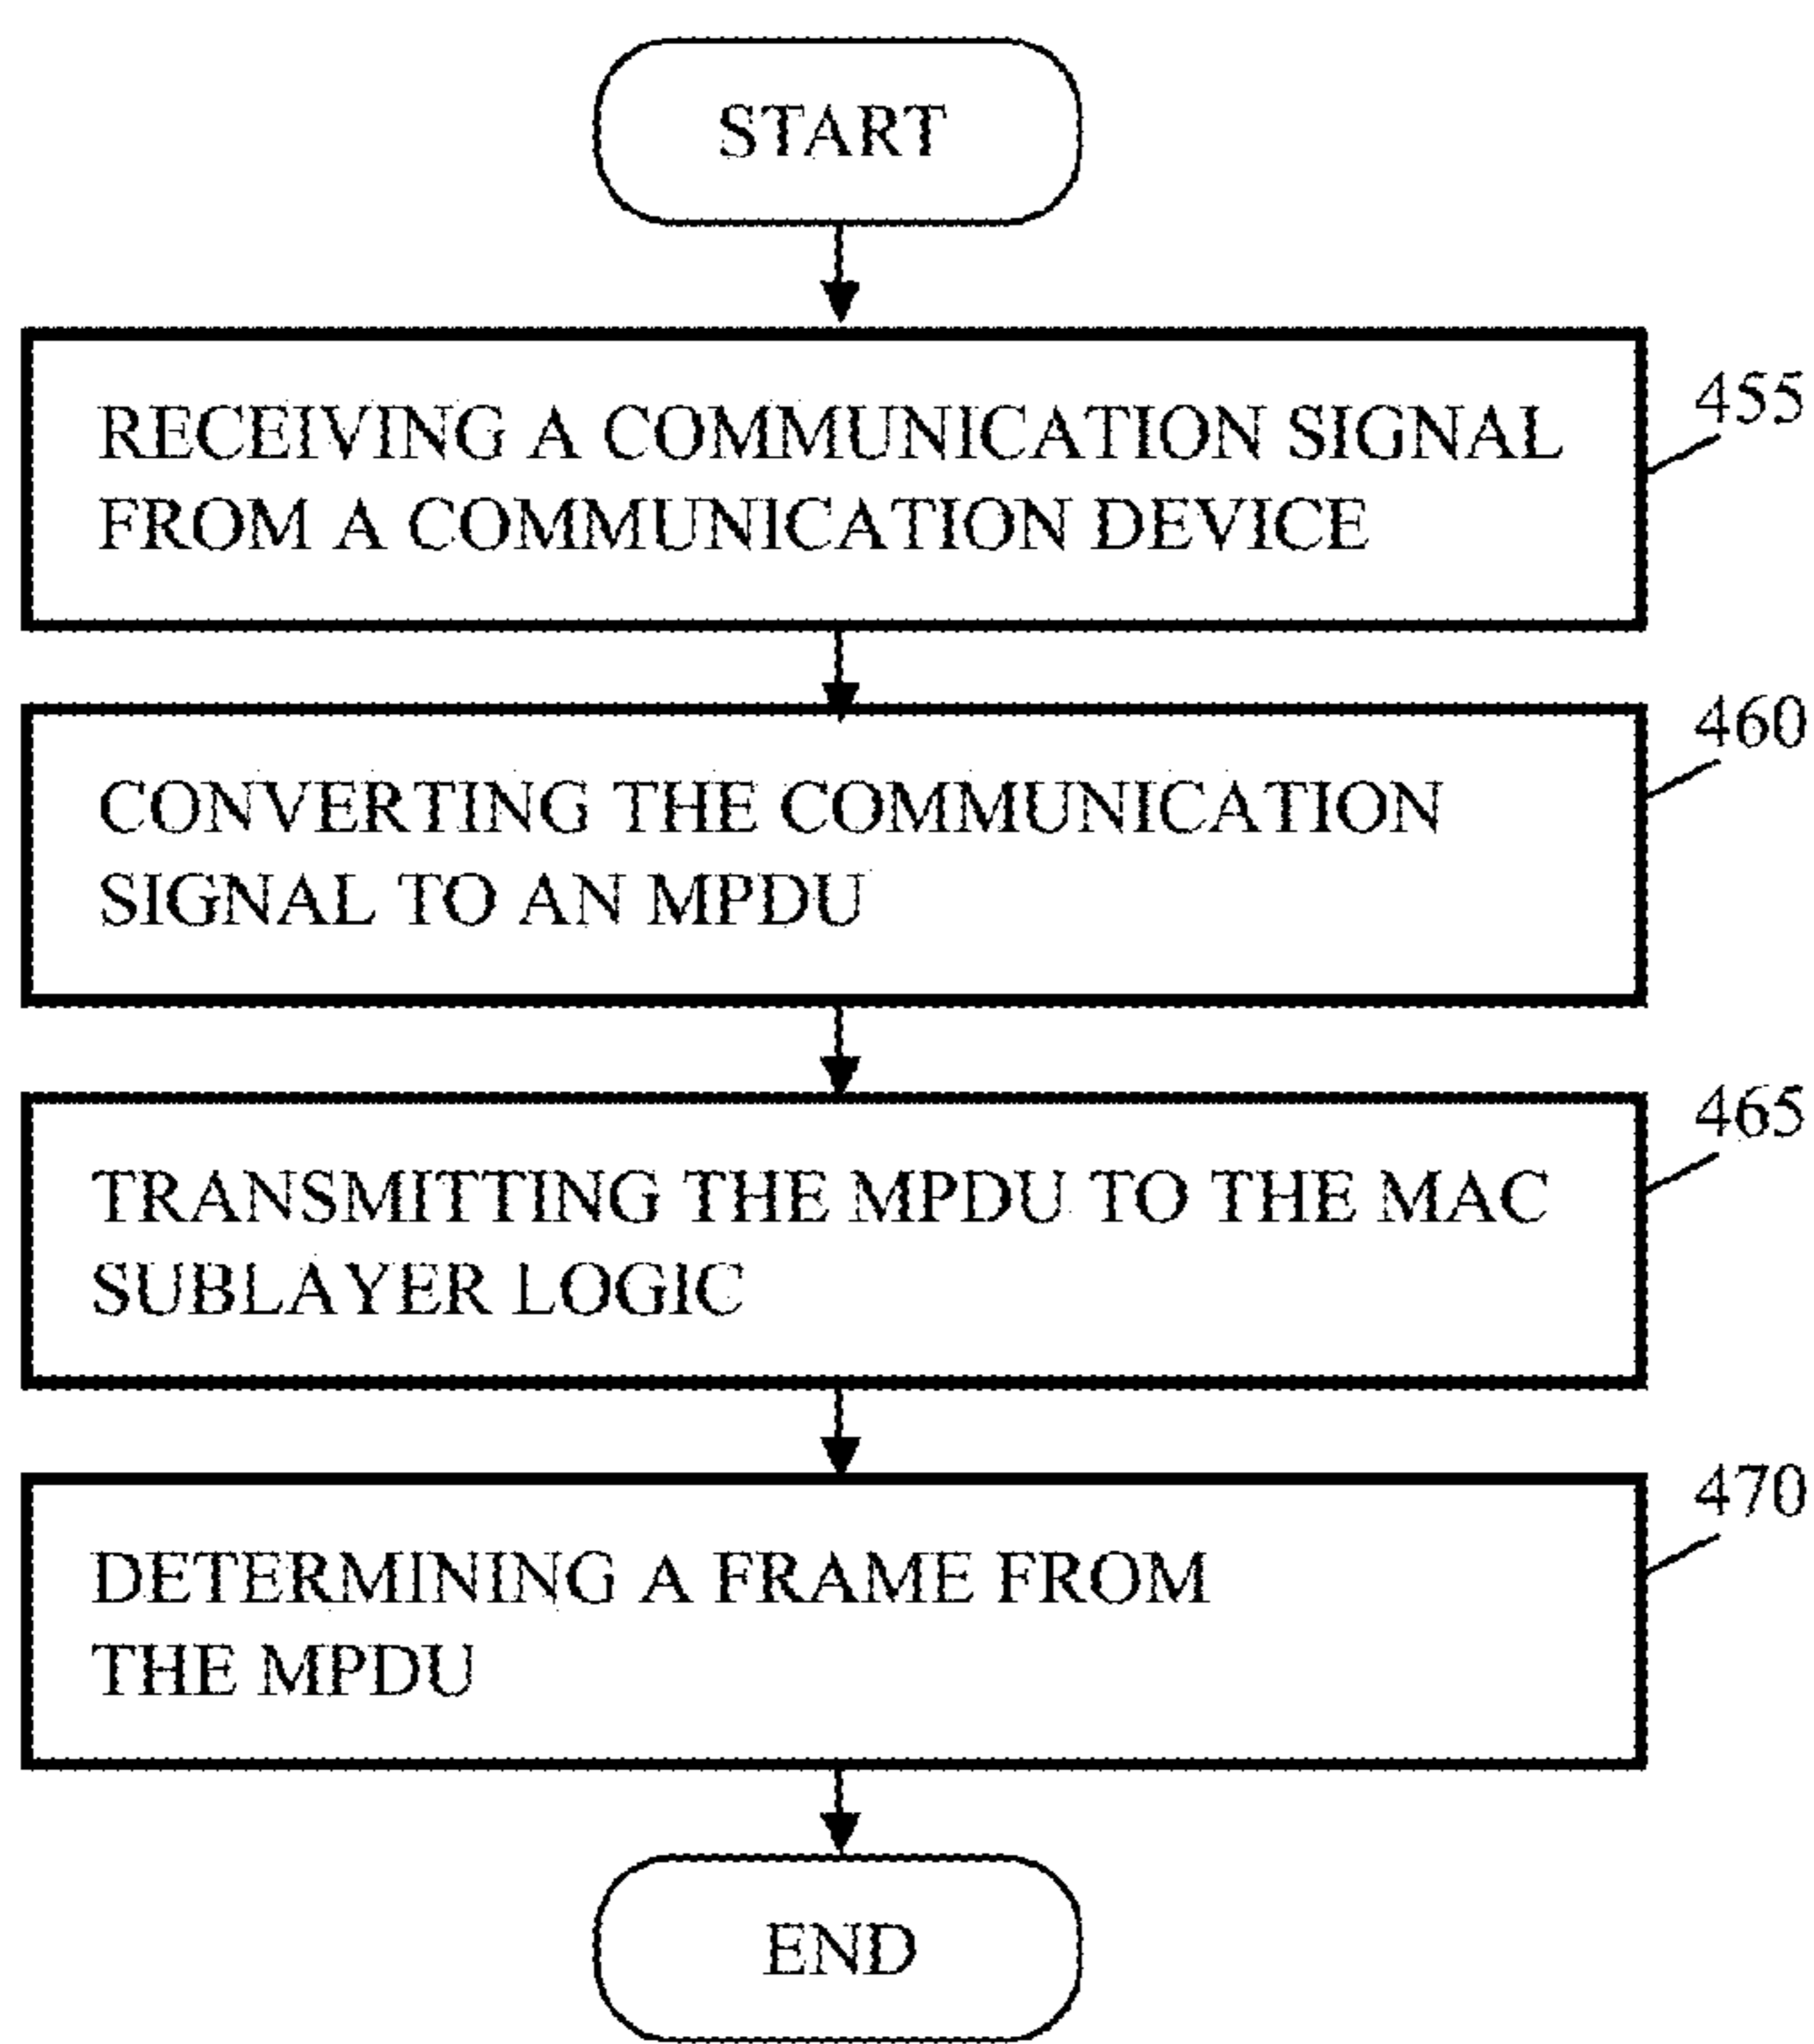 START
455
RECEIVING A COMMUNICATION SIGNAL
FROM A COMMUNICATION DEVICE
460
CONVERTING THE COMMUNICATION
SIGNAL TO AN MPDU
465
TRANSMITTING THE MPDU TO THE MAC
SUBLAYER LOGIC
470
DETERMINING A FRAME FROM
THE MPDU
END